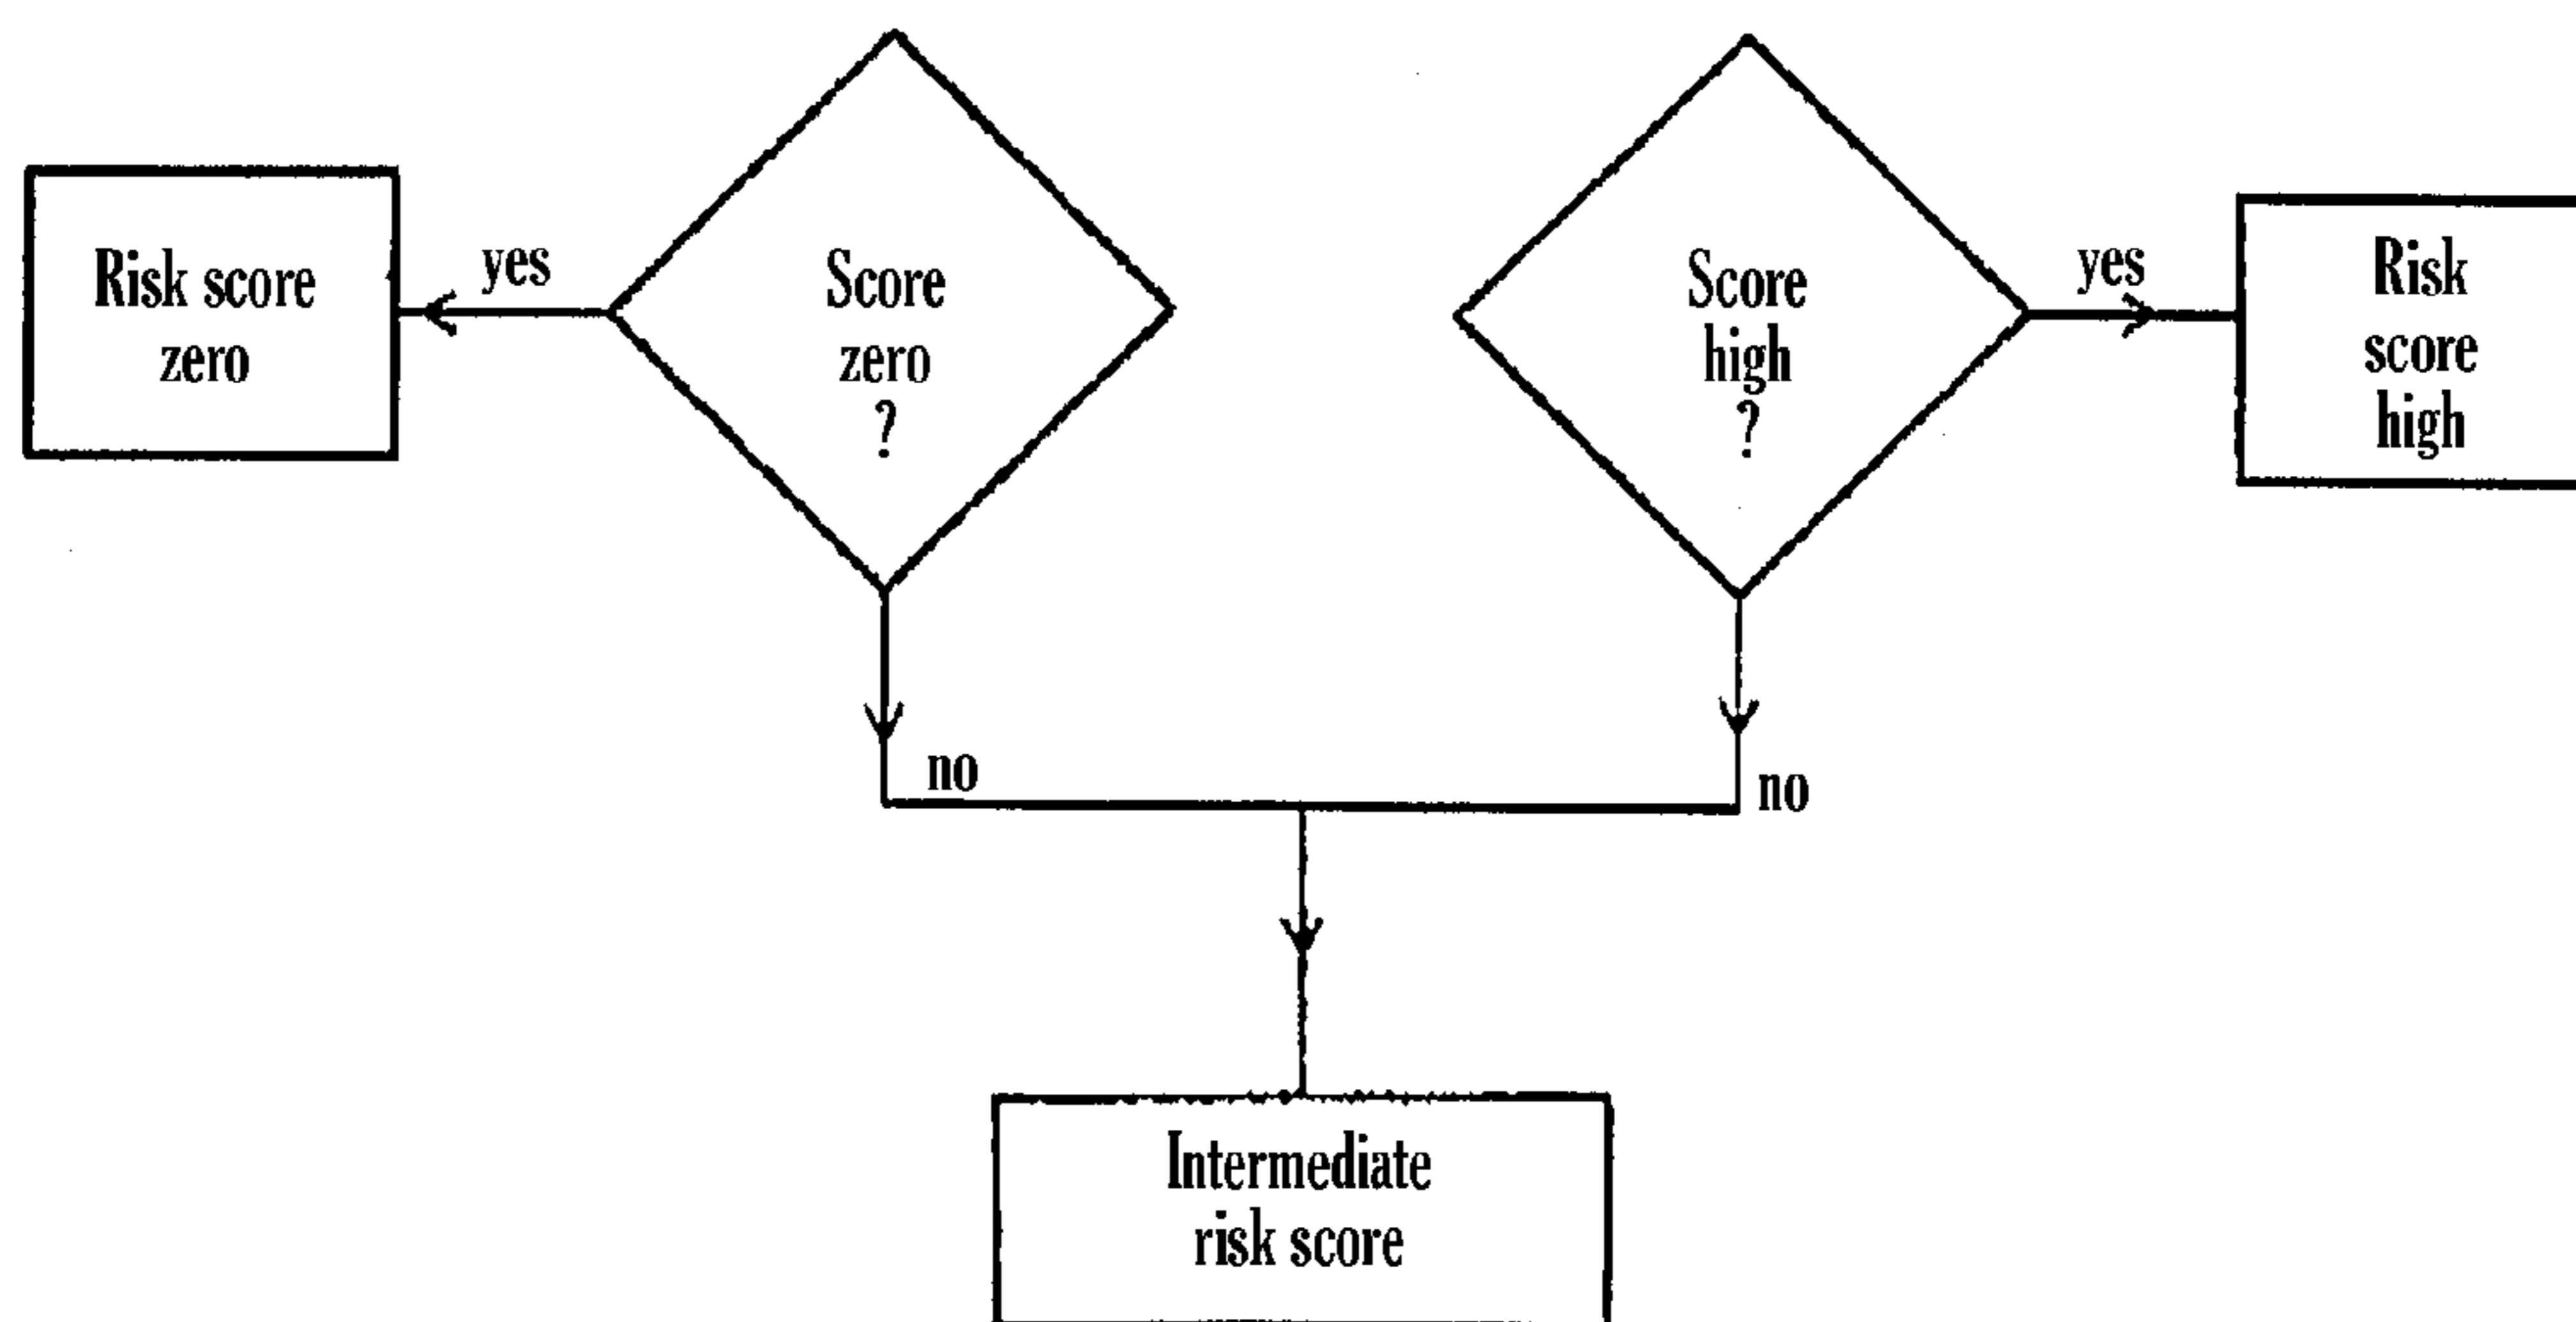 Risk score
zero
yes
Score
zero
?
Score
high
?
yes
Risk
score
high
no
no
Intermediate
risk score